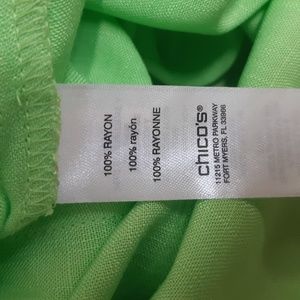 100% RAYON
100% rayón
100% RAYONNE
chico's®
11215 METRO PARKWAY
FORT MYERS, FL 33966